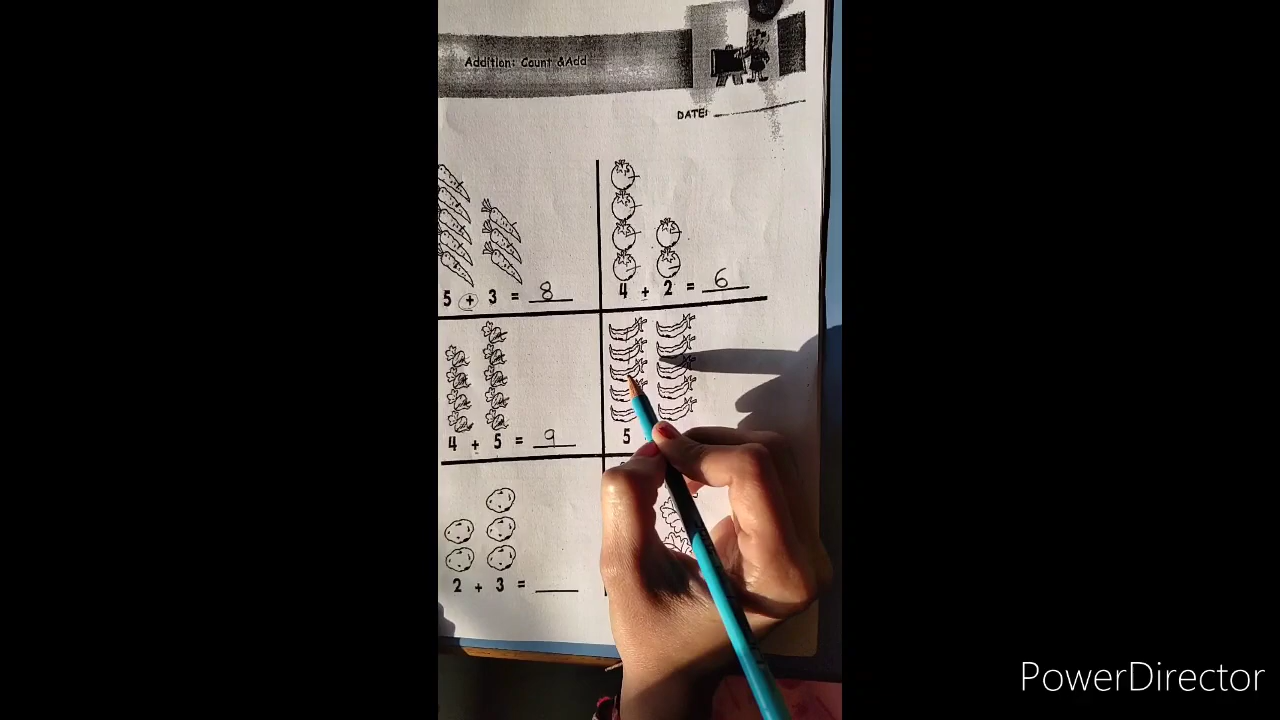 Addition: Count &Add
DATE:
5 + 3 = 8
4 + 2 = 6
4 + 5 = 9
5
2 + 3 =
PowerDirector